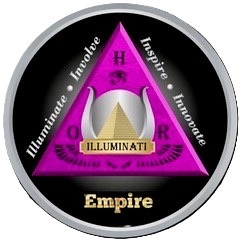 Illuminate • Involve
Inspire • Innovate
H
O
R
ILLUMINATI
Empire